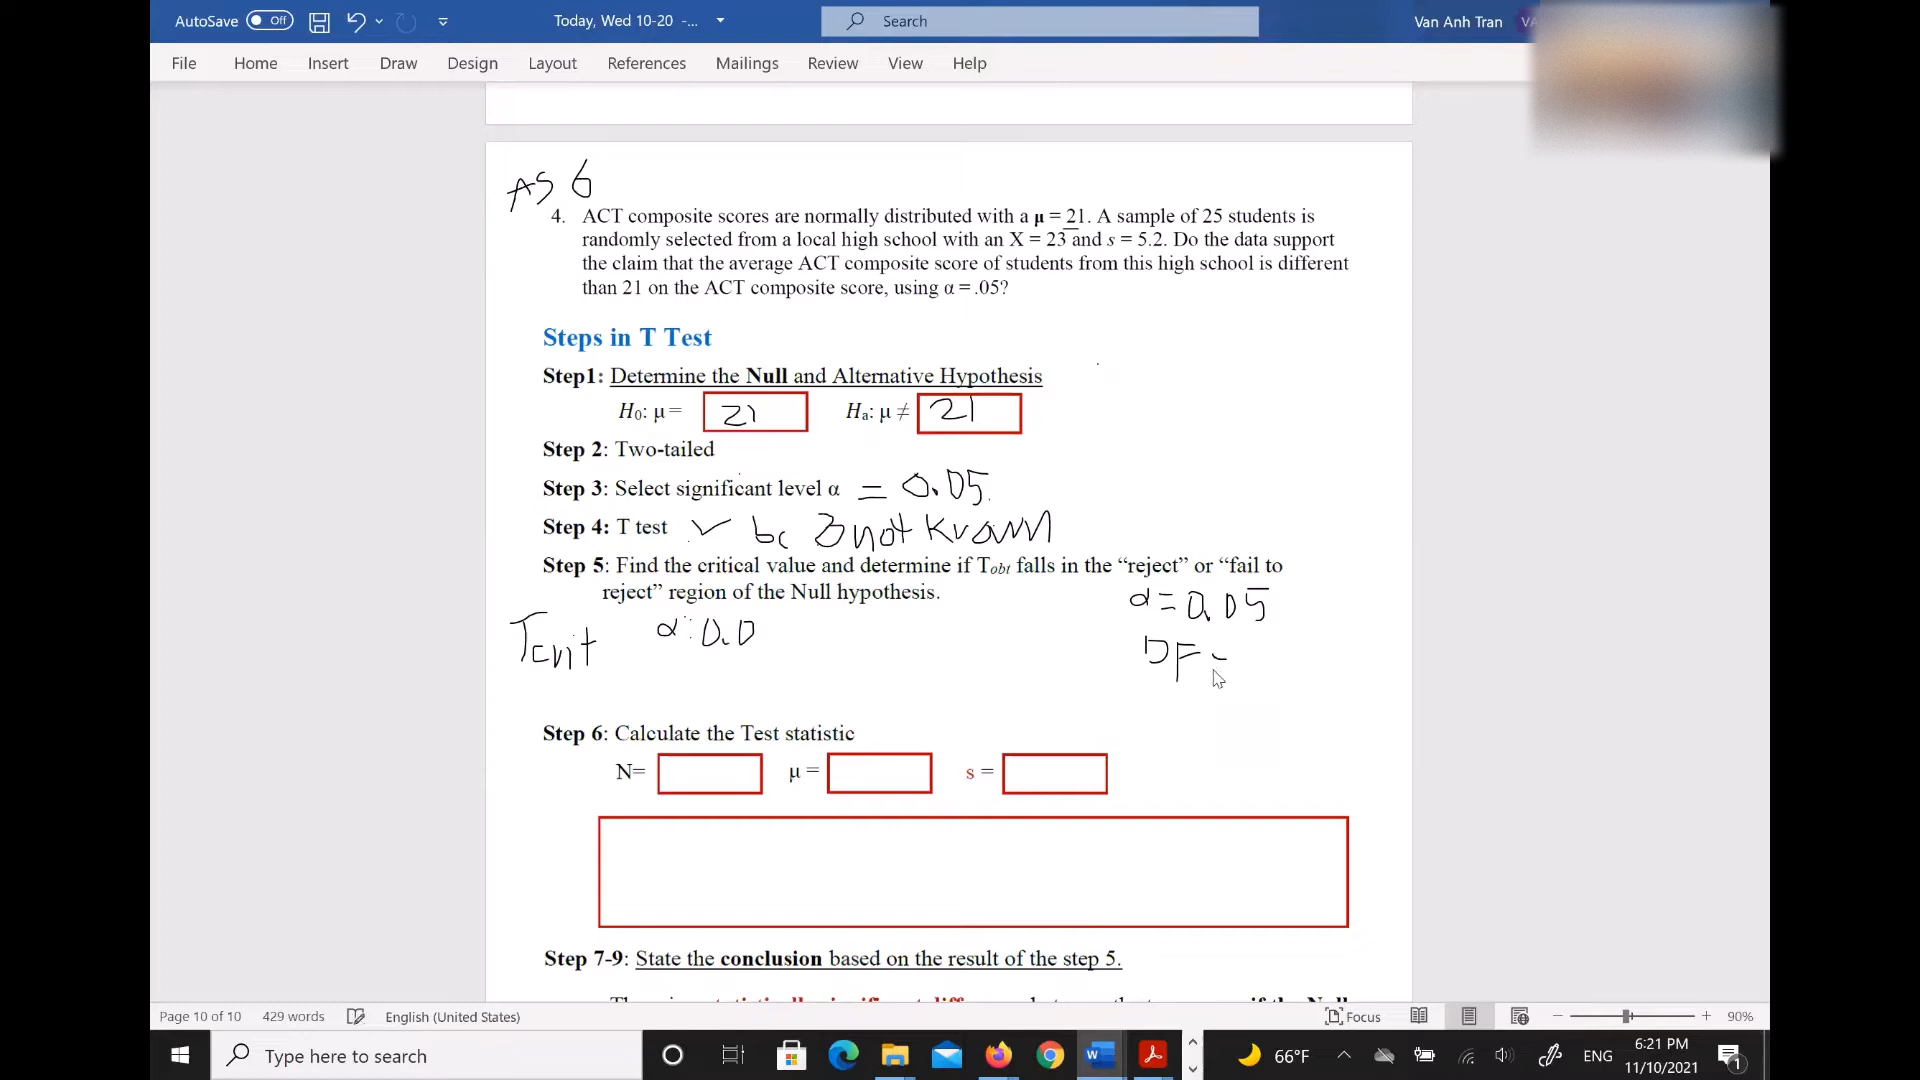 AutoSave Off Today, Wed 10-20 -... Search Van Anh Tran VA
File Home Insert Draw Design Layout References Mailings Review View Help
AS 6
4. ACT composite scores are normally distributed with a μ = 21. A sample of 25 students is
randomly selected from a local high school with an X = 23 and s = 5.2. Do the data support
the claim that the average ACT composite score of students from this high school is different
than 21 on the ACT composite score, using α = .05?
Steps in T Test
Step1: Determine the Null and Alternative Hypothesis
H0: μ = 21 Ha: μ ≠ 21
Step 2: Two-tailed
Step 3: Select significant level α = 0.05
Step 4: T test ✓ bc not known
Step 5: Find the critical value and determine if Tobt falls in the “reject” or “fail to
reject” region of the Null hypothesis.
α = 0.05
Tcrit α: 0.0
DF =
Step 6: Calculate the Test statistic
N= μ = s =
Step 7-9: State the conclusion based on the result of the step 5.
Page 10 of 10 429 words English (United States) Focus 90%
Type here to search 66°F ENG 6:21 PM
11/10/2021 1